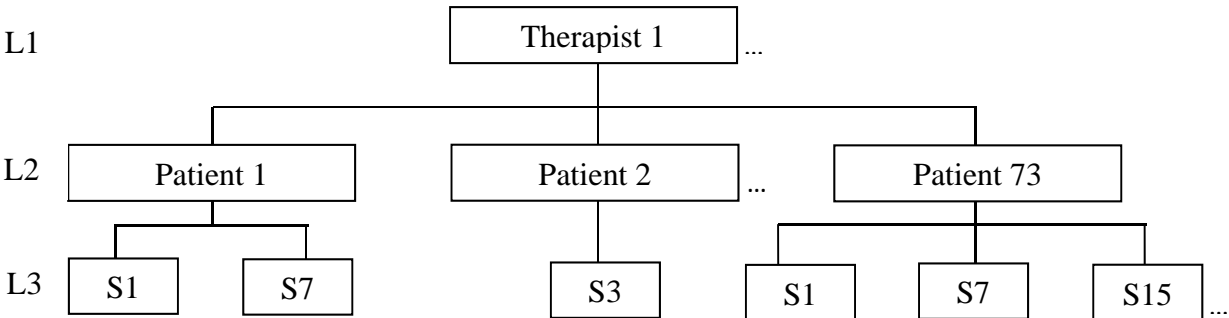 L1 Therapist 1 ...
L2 Patient 1 Patient 2 ... Patient 73
L3 S1 S7 S3 S1 S7 S15 ...